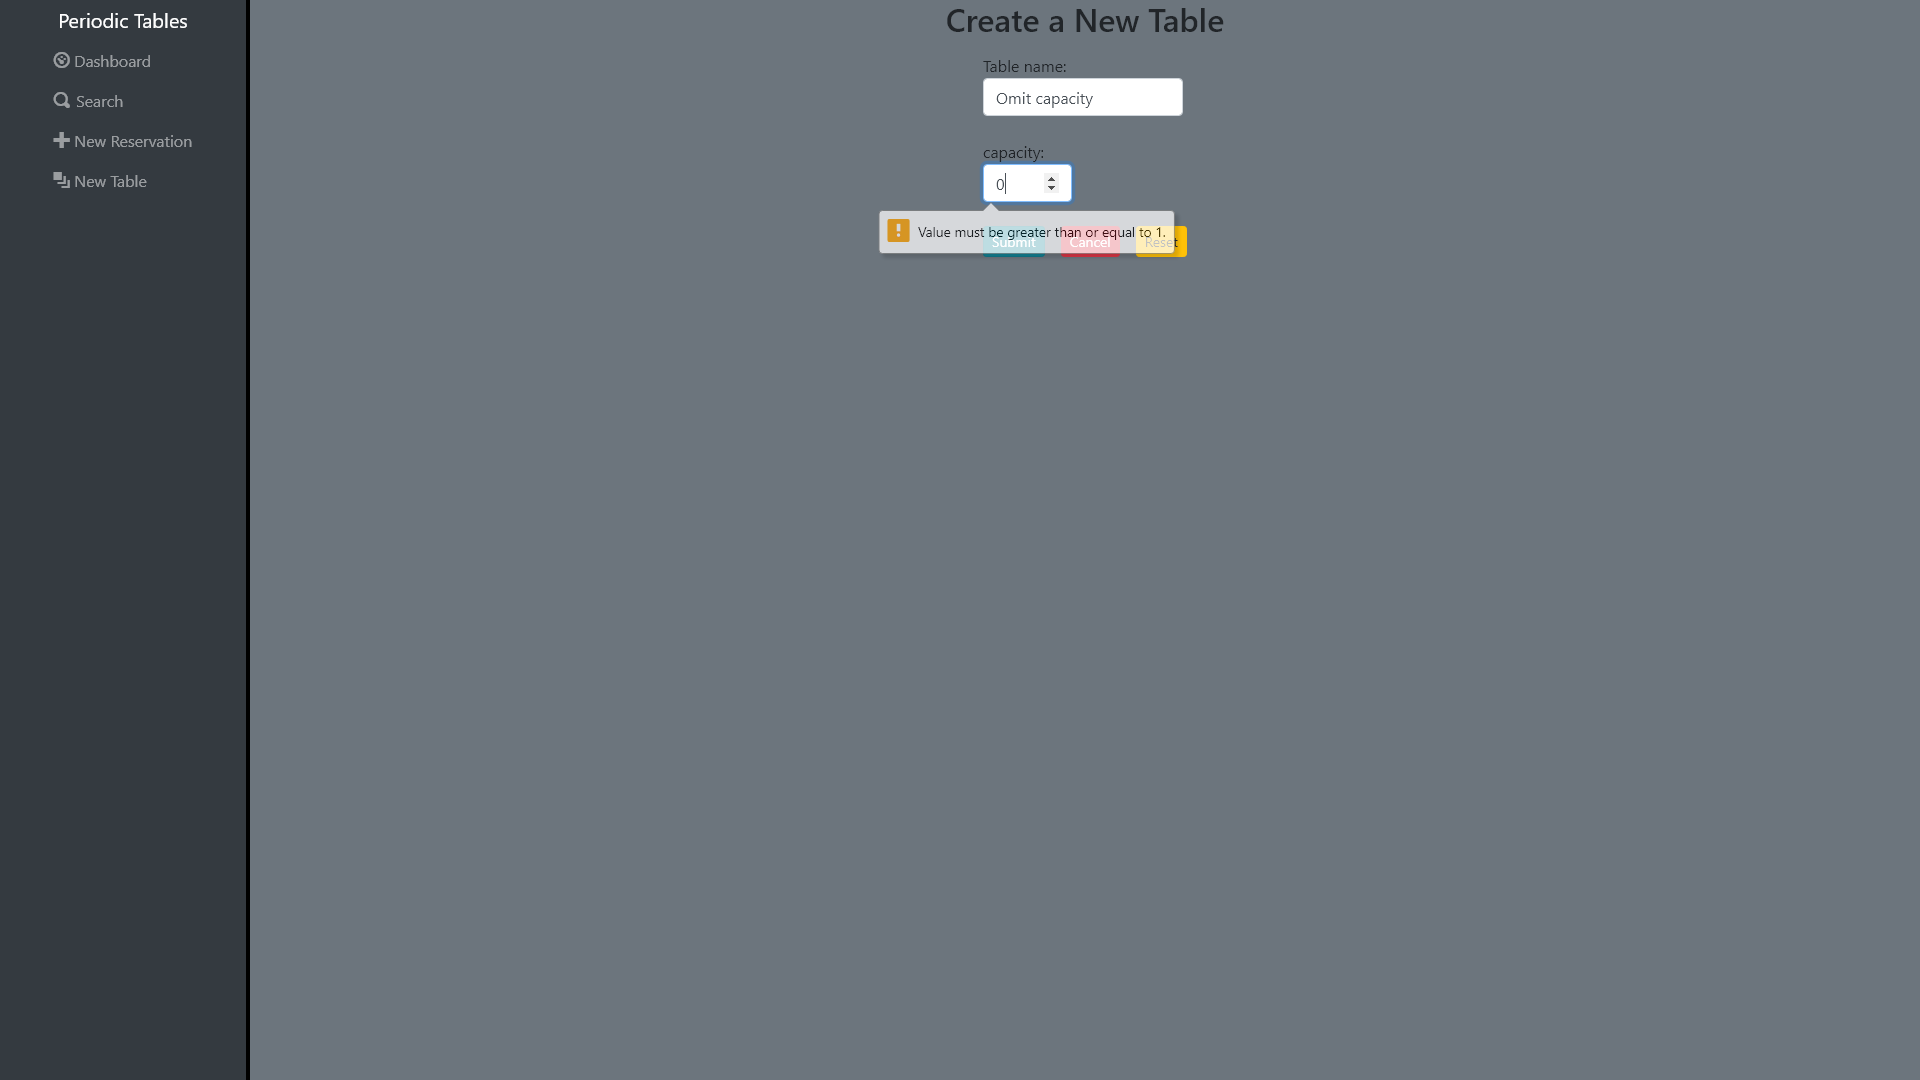 Periodic Tables
Dashboard
Search
New Reservation
New Table
Create a New Table
Table name:
Omit capacity
capacity:
0
Value must be greater than or equal to 1.
Submit Cancel Reset